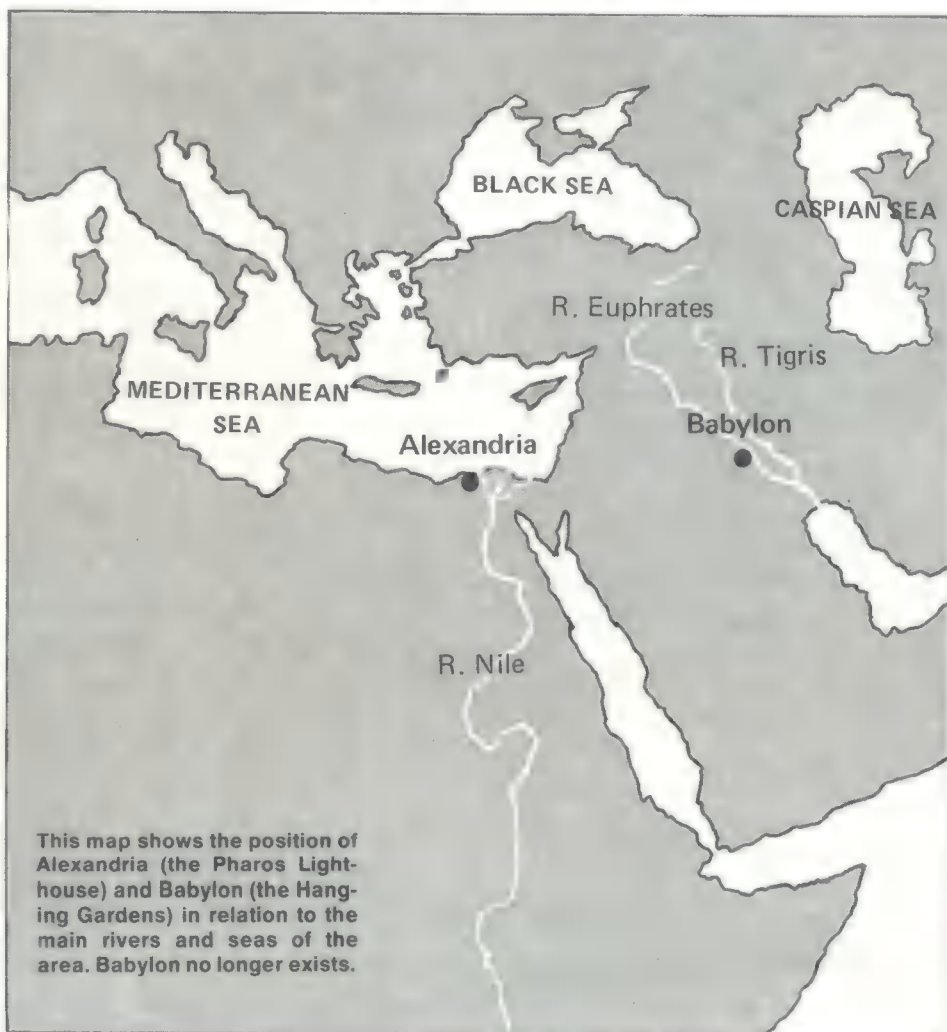 BLACK SEA
CASPIAN SEA
R. Euphrates
R. Tigris
MEDITERRANEAN
SEA
Babylon
Alexandria
R. Nile
This map shows the position of
Alexandria (the Pharos Light-
house) and Babylon (the Hang-
ing Gardens) in relation to the
main rivers and seas of the
area. Babylon no longer exists.